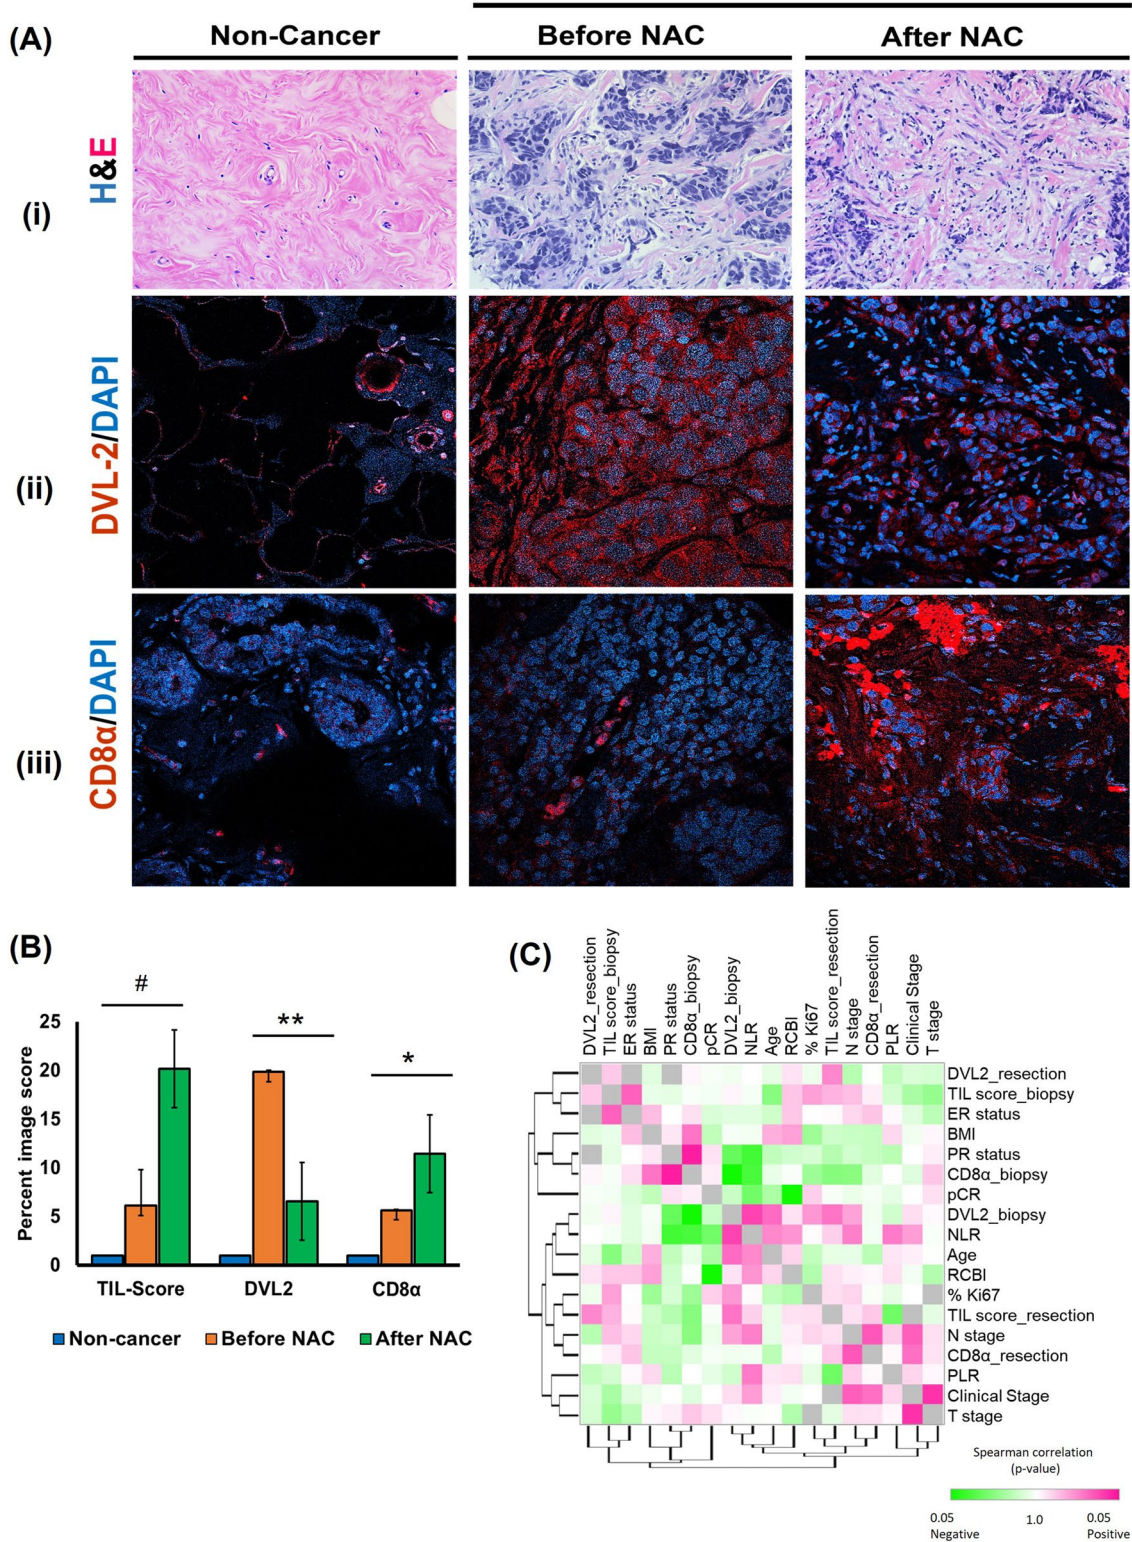 (A)
Non-Cancer
Before NAC
After NAC
(i)
H&E
(ii)
DVL-2/DAPI
(iii)
CD8α/DAPI
(B)
#
**
*
Percent image score
25
20
15
10
5
0
TIL-Score
DVL2
CD8α
Non-cancer
Before NAC
After NAC
(C)
DVL2_resection
TIL score_biopsy
ER status
BMI
PR status
CD8α_biopsy
pCR
DVL2_biopsy
NLR
Age
RCBI
% Ki67
TIL score_resection
N stage
CD8α_resection
PLR
Clinical Stage
T stage
DVL2_resection
TIL score_biopsy
ER status
BMI
PR status
CD8α_biopsy
pCR
DVL2_biopsy
NLR
Age
RCBI
% Ki67
TIL score_resection
N stage
CD8α_resection
PLR
Clinical Stage
T stage
Spearman correlation
(p-value)
0.05
1.0
0.05
Negative
Positive